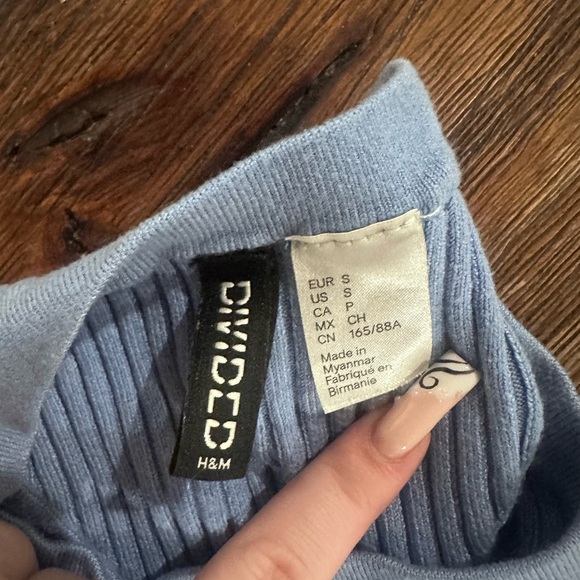 DIVIDED
H&M
EUR S
US S
CA P
MX CH
CN 165/88A
Made in
Myanmar
Fabriqué en
Birmanie